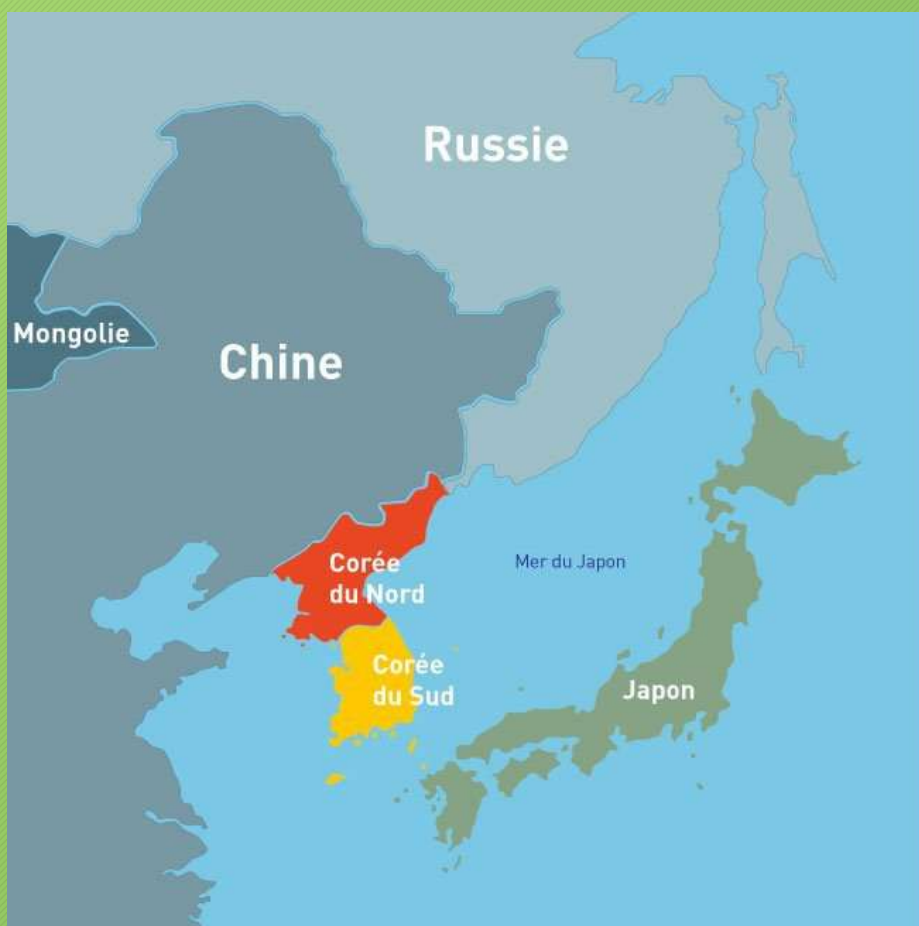 Russie
Mongolie
Chine
Corée
du Nord
Mer du Japon
Corée
du Sud
Japon